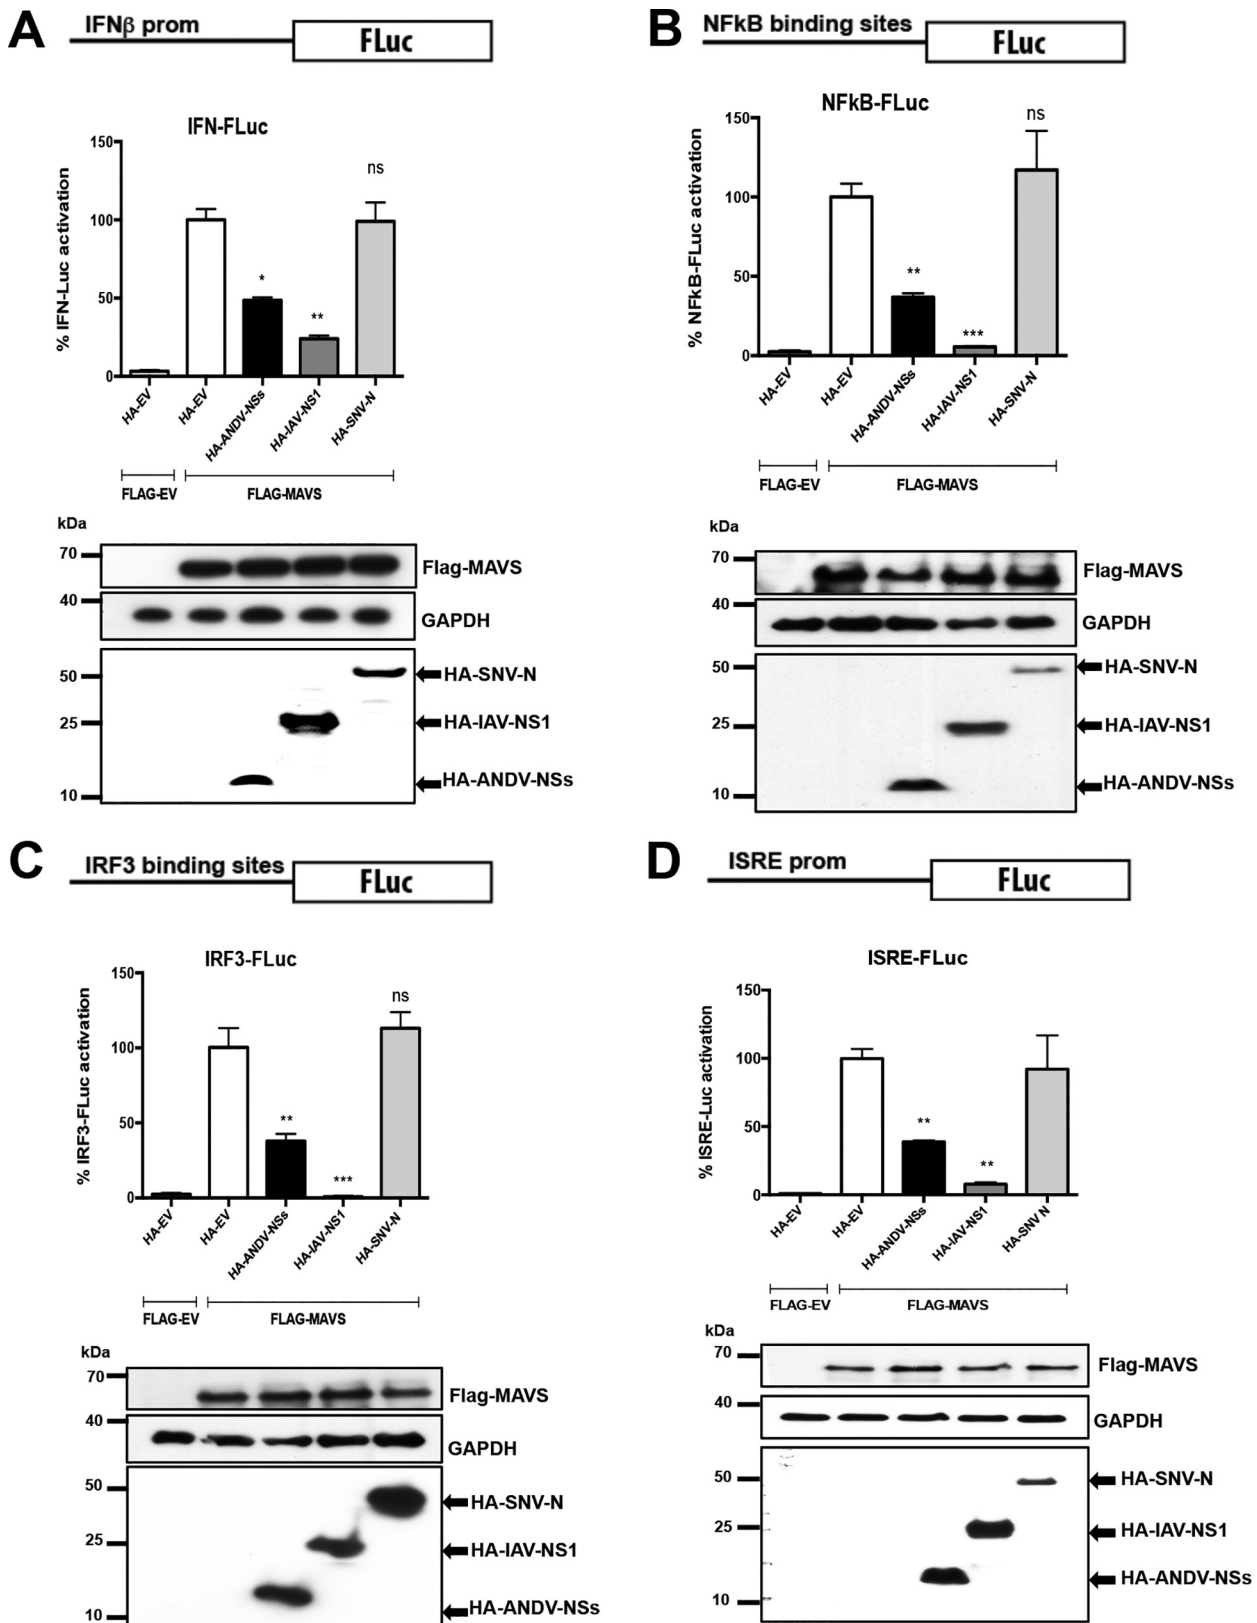 A
IFNβ prom
FLuc
IFN-FLuc
% IFN-Luc activation
150
100
50
0
*
**
ns
HA-EV
HA-EV
HA-ANDV-NSs
HA-IAV-NS1
HA-SNV-N
FLAG-EV
FLAG-MAVS
kDa
70
Flag-MAVS
40
GAPDH
50
HA-SNV-N
25
HA-IAV-NS1
HA-ANDV-NSs
10
B
NFkB binding sites
FLuc
NFkB-FLuc
% NFkB-FLuc activation
150
100
50
0
**
***
ns
HA-EV
HA-EV
HA-ANDV-NSs
HA-IAV-NS1
HA-SNV-N
FLAG-EV
FLAG-MAVS
kDa
70
Flag-MAVS
40
GAPDH
50
HA-SNV-N
25
HA-IAV-NS1
HA-ANDV-NSs
10
C
IRF3 binding sites
FLuc
IRF3-FLuc
% IRF3-FLuc activation
150
100
50
0
**
***
ns
HA-EV
HA-EV
HA-ANDV-NSs
HA-IAV-NS1
HA-SNV-N
FLAG-EV
FLAG-MAVS
kDa
70
Flag-MAVS
40
GAPDH
50
HA-SNV-N
25
HA-IAV-NS1
HA-ANDV-NSs
10
D
ISRE prom
FLuc
ISRE-FLuc
% ISRE-Luc activation
150
100
50
0
**
**
HA-EV
HA-EV
HA-ANDV-NSs
HA-IAV-NS1
HA-SNV N
FLAG-EV
FLAG-MAVS
kDa
70
Flag-MAVS
40
GAPDH
50
HA-SNV-N
25
HA-IAV-NS1
HA-ANDV-NSs
10